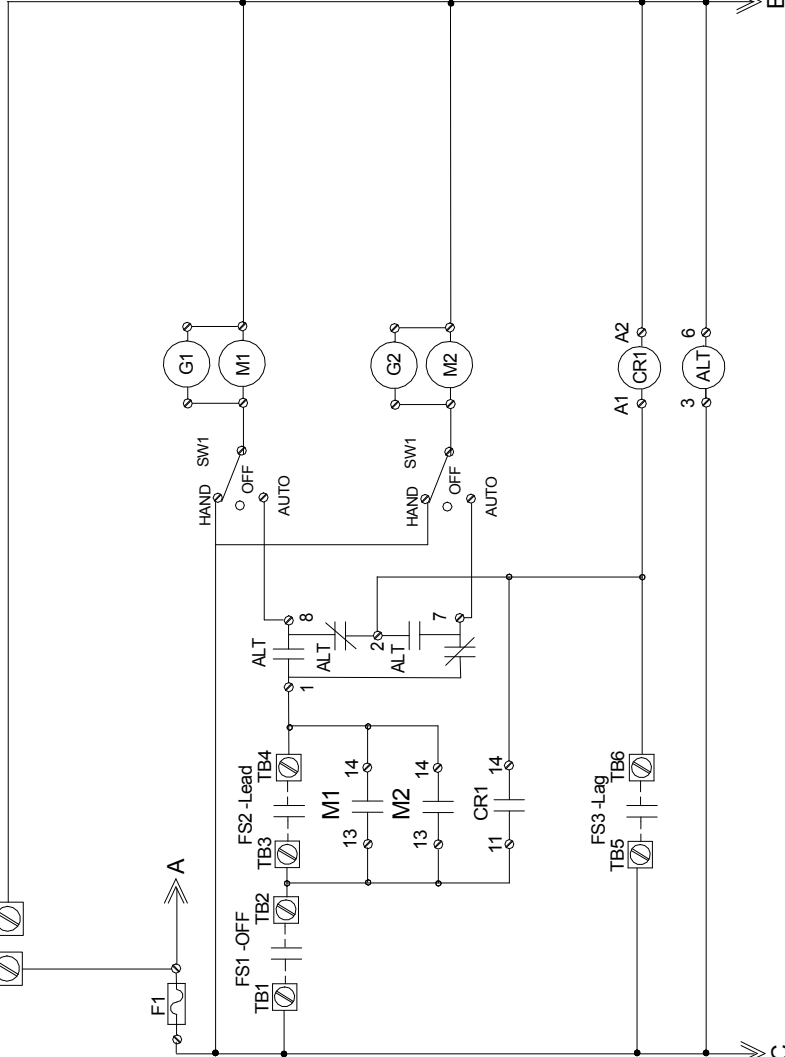 F1
A
HAND
SW1
G1
OFF
M1
AUTO
FS1 -OFF
FS2 -Lead
ALT
TB1
TB2
TB3
TB4
1
8
M1
13
14
ALT
2
HAND
SW1
G2
M2
13
14
ALT
7
OFF
M2
AUTO
CR1
11
14
FS3 -Lag
TB5
TB6
A1
CR1
A2
3
ALT
6
C